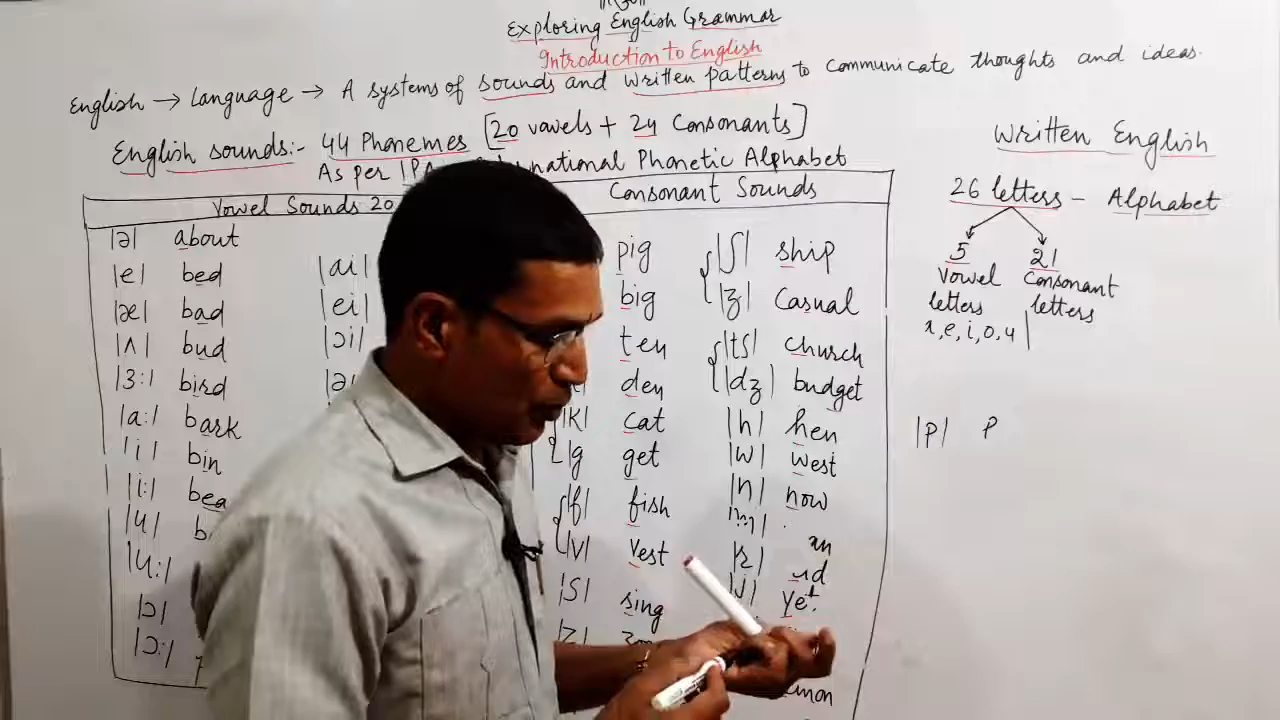 Exploring English Grammar
Introduction to English
English → Language → A systems of sounds and written patterns to communicate thoughts and ideas.
English sounds:- 44 Phonemes [20 vavels + 24 Consonants]
As per IPA national Phonetic Alphabet
Vowel Sounds 20
Consonant Sounds
|ə| about
|e| bed
|æ| bad
|ʌ| bud
|3:| bird
|a:| bark
|i| bin
|i:| bea
|u| b
|u:|
|ɔ|
|ɔ:|
|ai|
|ei|
|ɔi|
|ə
pig
big
ten
den
|k| cat
|g get
|f| fish
|v| vest
|s| sing
|z|
|ʃ| ship
|ʒ| casual
|tʃ| church
|dʒ| budget
|h| hen
|w| west
|n| now
|m|
|r|
|j| yet.
Written English
26 letters - Alphabet
5 21
vowel consonant
letters letters
a, e, i, o, u
|p| p